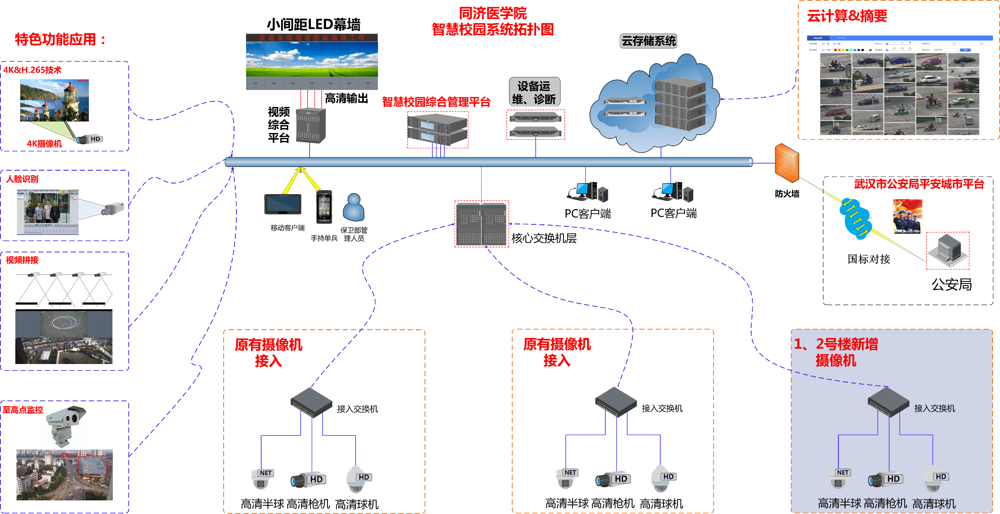 同济医学院
智慧校园系统拓扑图
特色功能应用：
4K&H.265技术
4K摄像机
HD
人脸识别
视频拼接
至高点监控
小间距LED幕墙
欢迎各级领导莅临指导工作
高清输出
视频
综合
平台
智慧校园综合管理平台
设备运
维、诊断
云存储系统
云计算&摘要
移动客户端
手持单兵
保卫部管
理人员
核心交换机层
PC客户端
PC客户端
防火墙
武汉市公安局平安城市平台
国标对接
Government
公安局
原有摄像机
接入
接入交换机
NET
HD
HD
高清半球
高清枪机
高清球机
原有摄像机
接入
接入交换机
NET
HD
HD
高清半球
高清枪机
高清球机
1、2号楼新增
摄像机
接入交换机
NET
HD
HD
高清半球
高清枪机
高清球机